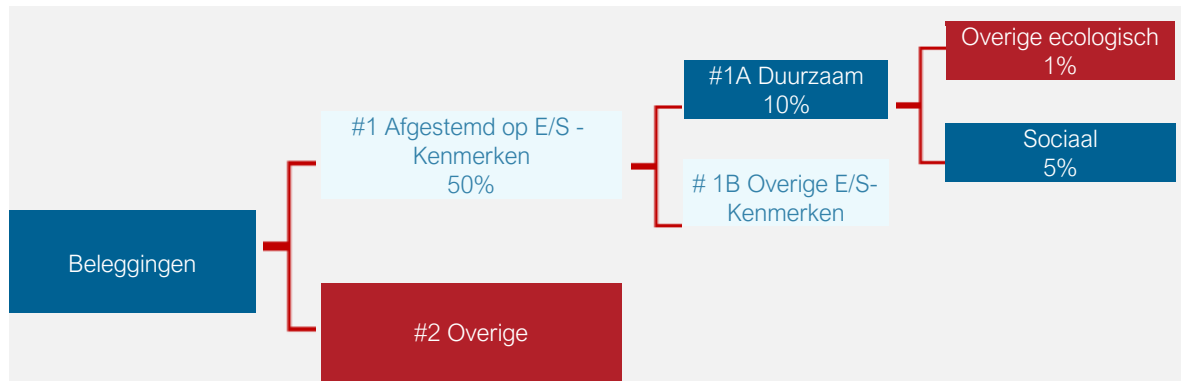 Beleggingen
#1 Afgestemd op E/S -
Kenmerken
50%
#2 Overige
#1A Duurzaam
10%
# 1B Overige E/S-
Kenmerken
Overige ecologisch
1%
Sociaal
5%